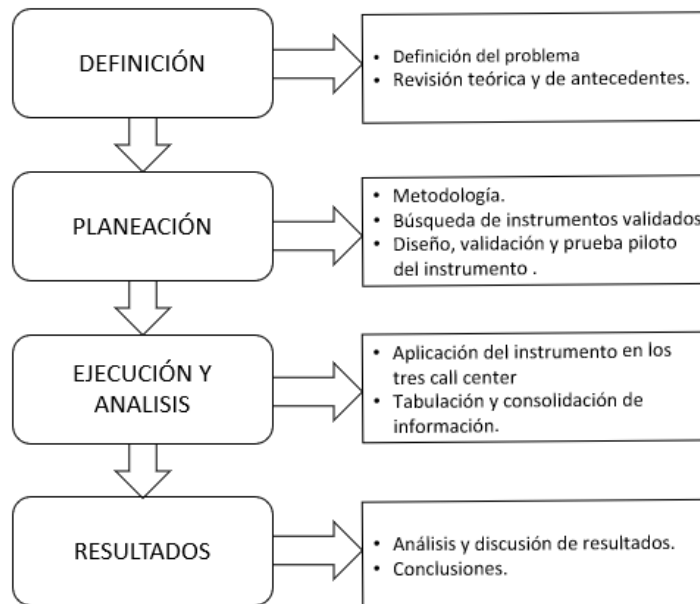 DEFINICIÓN
• Definición del problema
• Revisión teórica y de antecedentes.
PLANEACIÓN
• Metodología.
• Búsqueda de instrumentos validados
• Diseño, validación y prueba piloto
del instrumento .
EJECUCIÓN Y
ANALISIS
• Aplicación del instrumento en los
tres call center
• Tabulación y consolidación de
información.
RESULTADOS
• Análisis y discusión de resultados.
• Conclusiones.